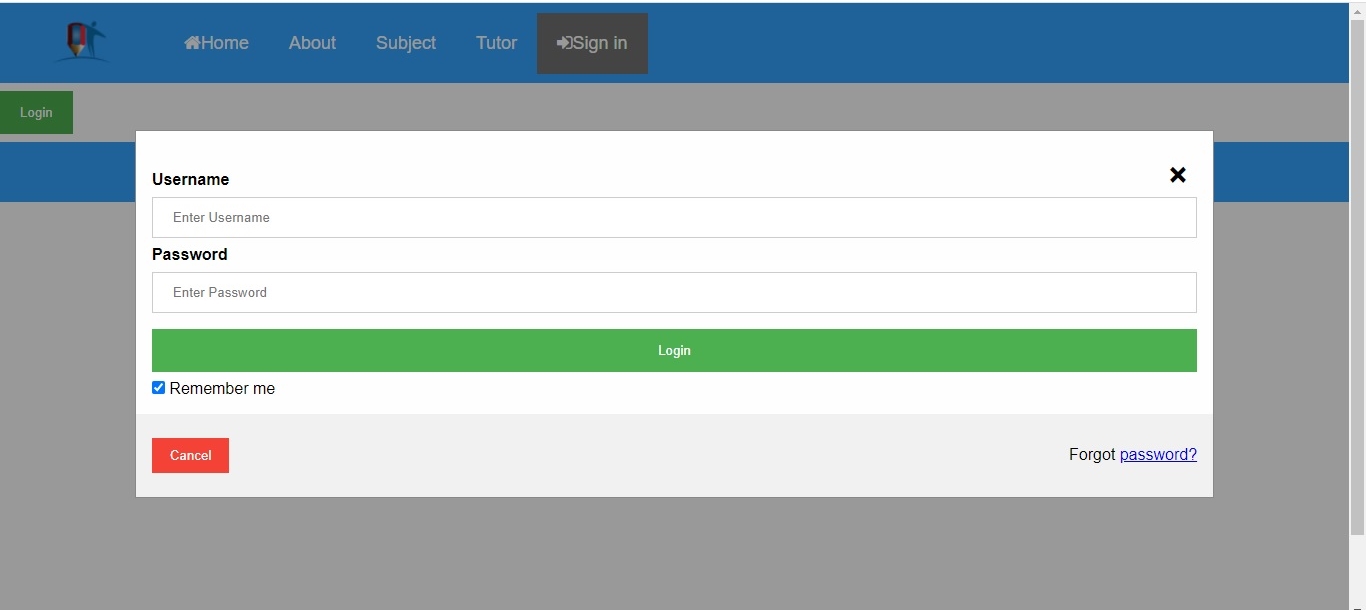 Home About Subject Tutor Sign in
Login
Username
Enter Username
Password
Enter Password
Login
Remember me
Cancel Forgot password?